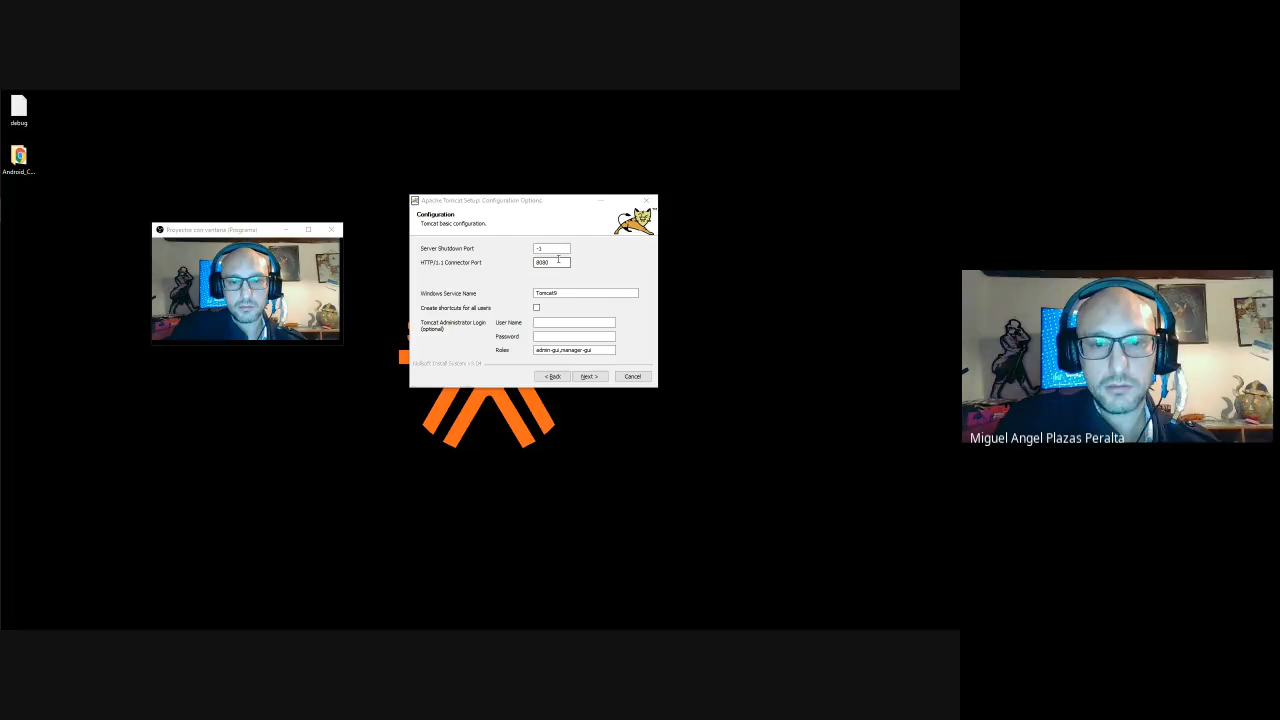 debug
Android_C...
Proyector con ventana (Programa)
Apache Tomcat Setup: Configuration Options
Configuration
Tomcat basic configuration.
Server Shutdown Port
-1
HTTP/1.1 Connector Port
8080
Windows Service Name
Tomcat9
Create shortcuts for all users
Tomcat Administrator Login
(optional)
User Name
Password
Roles
admin-gui,manager-gui
Nullsoft Install System
< Back
Next >
Cancel
Miguel Angel Plazas Peralta